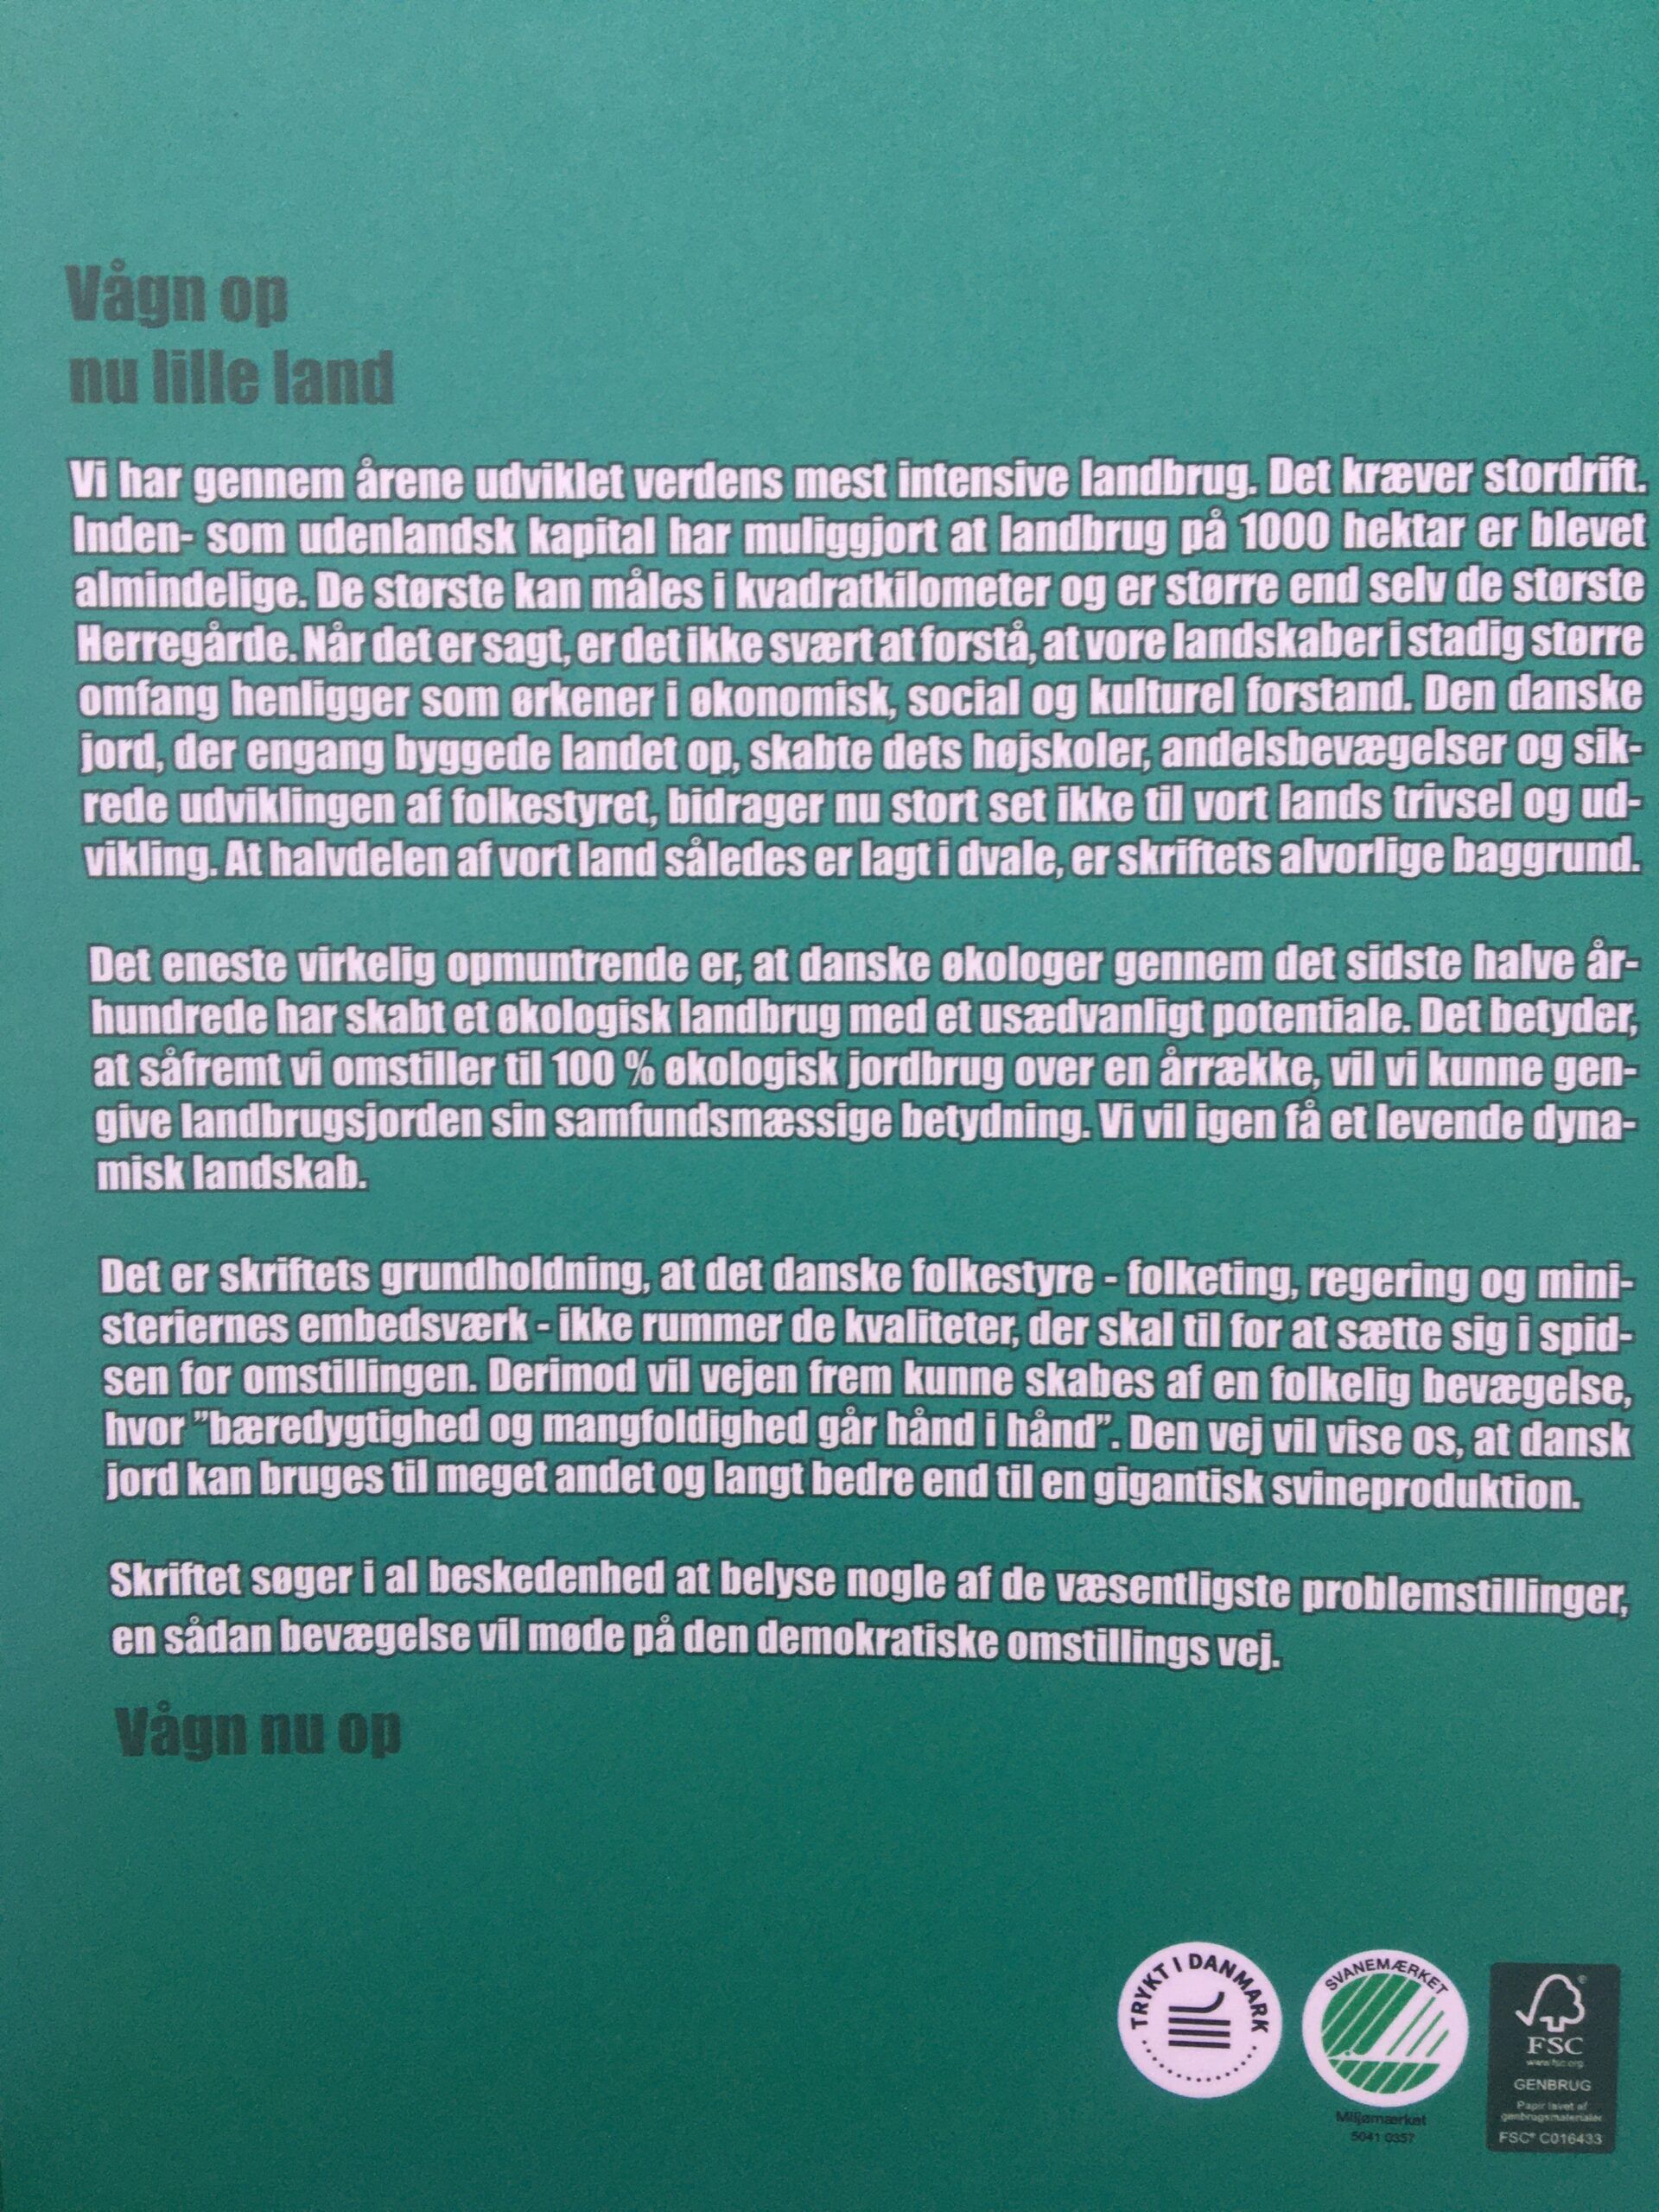 Vågn op
nu lille land
Vi har gennem årene udviklet verdens mest intensive landbrug. Det kræver stordrift.
Inden- som udenlandsk kapital har muliggjort at landbrug på 1000 hektar er blevet
almindelige. De største kan måles i kvadratkilometer og er større end selv de største
Herregårde. Når det er sagt, er det ikke svært at forstå, at vore landskaber i stadig større
omfang henligger som ørkener i økonomisk, social og kulturel forstand. Den danske
jord, der engang byggede landet op, skabte dets højskoler, andelsbevægelser og sik-
rede udviklingen af folkestyret, bidrager nu stort set ikke til vort lands trivsel og ud-
vikling. At halvdelen af vort land således er lagt i dvale, er skriftets alvorlige baggrund.
Det eneste virkelig opmuntrende er, at danske økologer gennem det sidste halve år-
hundrede har skabt et økologisk landbrug med et usædvanligt potentiale. Det betyder,
at såfremt vi omstiller til 100 % økologisk jordbrug over en årrække, vil vi kunne gen-
give landbrugsjorden sin samfundsmæssige betydning. Vi vil igen få et levende dyna-
misk landskab.
Det er skriftets grundholdning, at det danske folkestyre - folketing, regering og mini-
steriernes embedsværk - ikke rummer de kvaliteter, der skal til for at sætte sig i spid-
sen for omstillingen. Derimod vil vejen frem kunne skabes af en folkelig bevægelse,
hvor ”bæredygtighed og mangfoldighed går hånd i hånd”. Den vej vil vise os, at dansk
jord kan bruges til meget andet og langt bedre end til en gigantisk svineproduktion.
Skriftet søger i al beskedenhed at belyse nogle af de væsentligste problemstillinger,
en sådan bevægelse vil møde på den demokratiske omstillings vej.
Vågn nu op
TRYKT I DANMARK
SVANEMÆRKET
Miljømærket
5041 0357
FSC
www.fsc.org
GENBRUG
Papir lavet af
genbrugsmaterialer
FSC® C016433